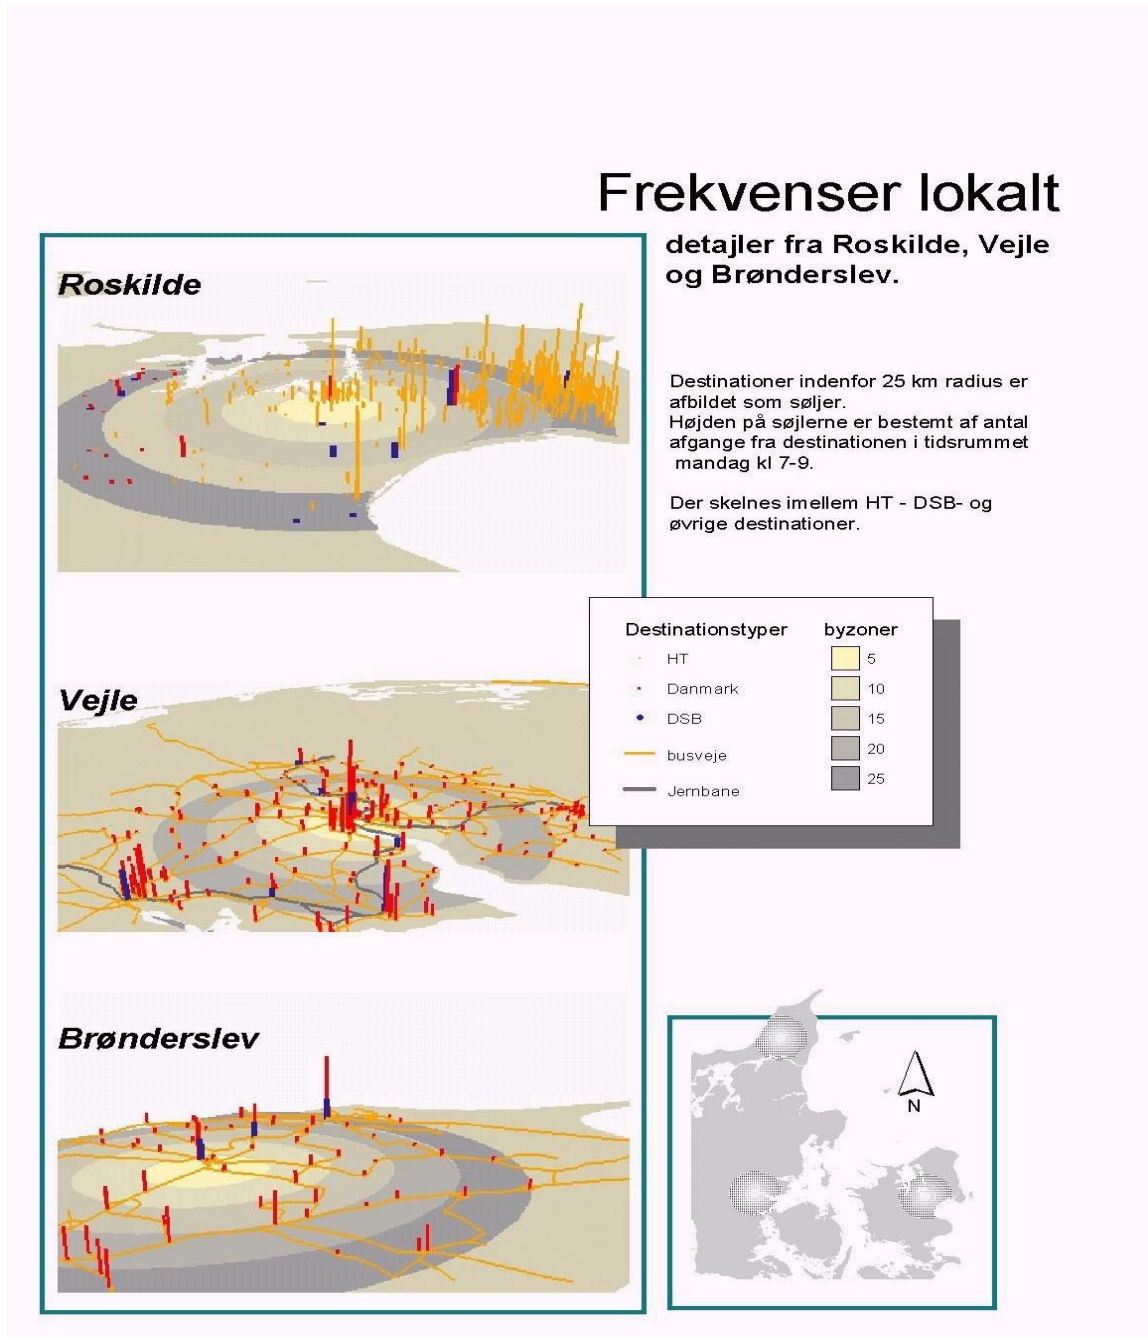 Frekvenser lokalt
detajler fra Roskilde, Vejle
og Brønderslev.
Roskilde
Destinationer indenfor 25 km radius er
afbildet som søljer.
Højden på søjlerne er bestemt af antal
afgange fra destinationen i tidsrummet
mandag kl 7-9.
Der skelnes imellem HT - DSB- og
øvrige destinationer.
Destinationstyper
HT
Danmark
DSB
busveje
Jernbane
byzoner
5
10
15
20
25
Vejle
Brønderslev
N